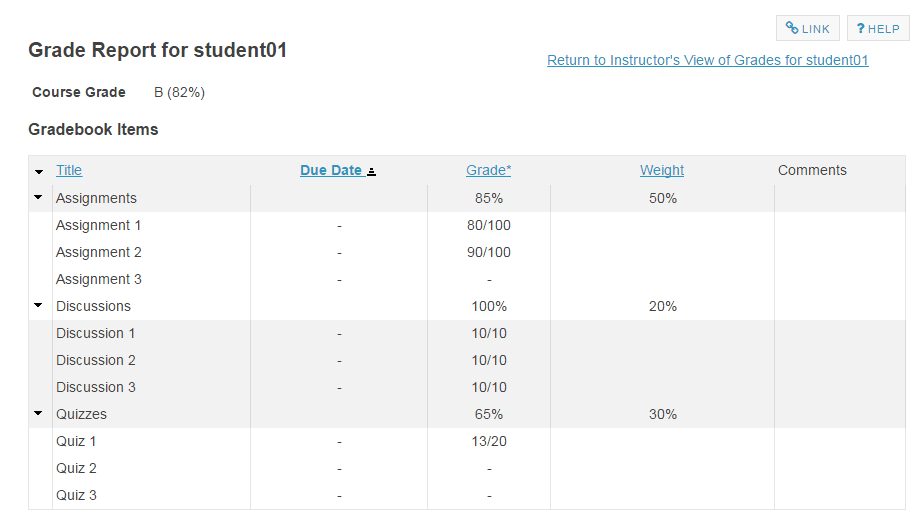 LINK ? HELP
Grade Report for student01
Return to Instructor's View of Grades for student01
Course Grade B (82%)
Gradebook Items
Title Due Date Grade* Weight Comments
Assignments 85% 50%
Assignment 1 - 80/100
Assignment 2 - 90/100
Assignment 3 - -
Discussions 100% 20%
Discussion 1 - 10/10
Discussion 2 - 10/10
Discussion 3 - 10/10
Quizzes 65% 30%
Quiz 1 - 13/20
Quiz 2 - -
Quiz 3 - -